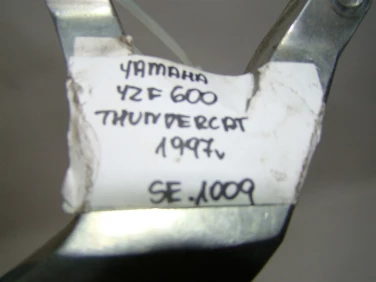 YAMAHA
YZF 600
THUNDERCAT
1997v
SE.1009